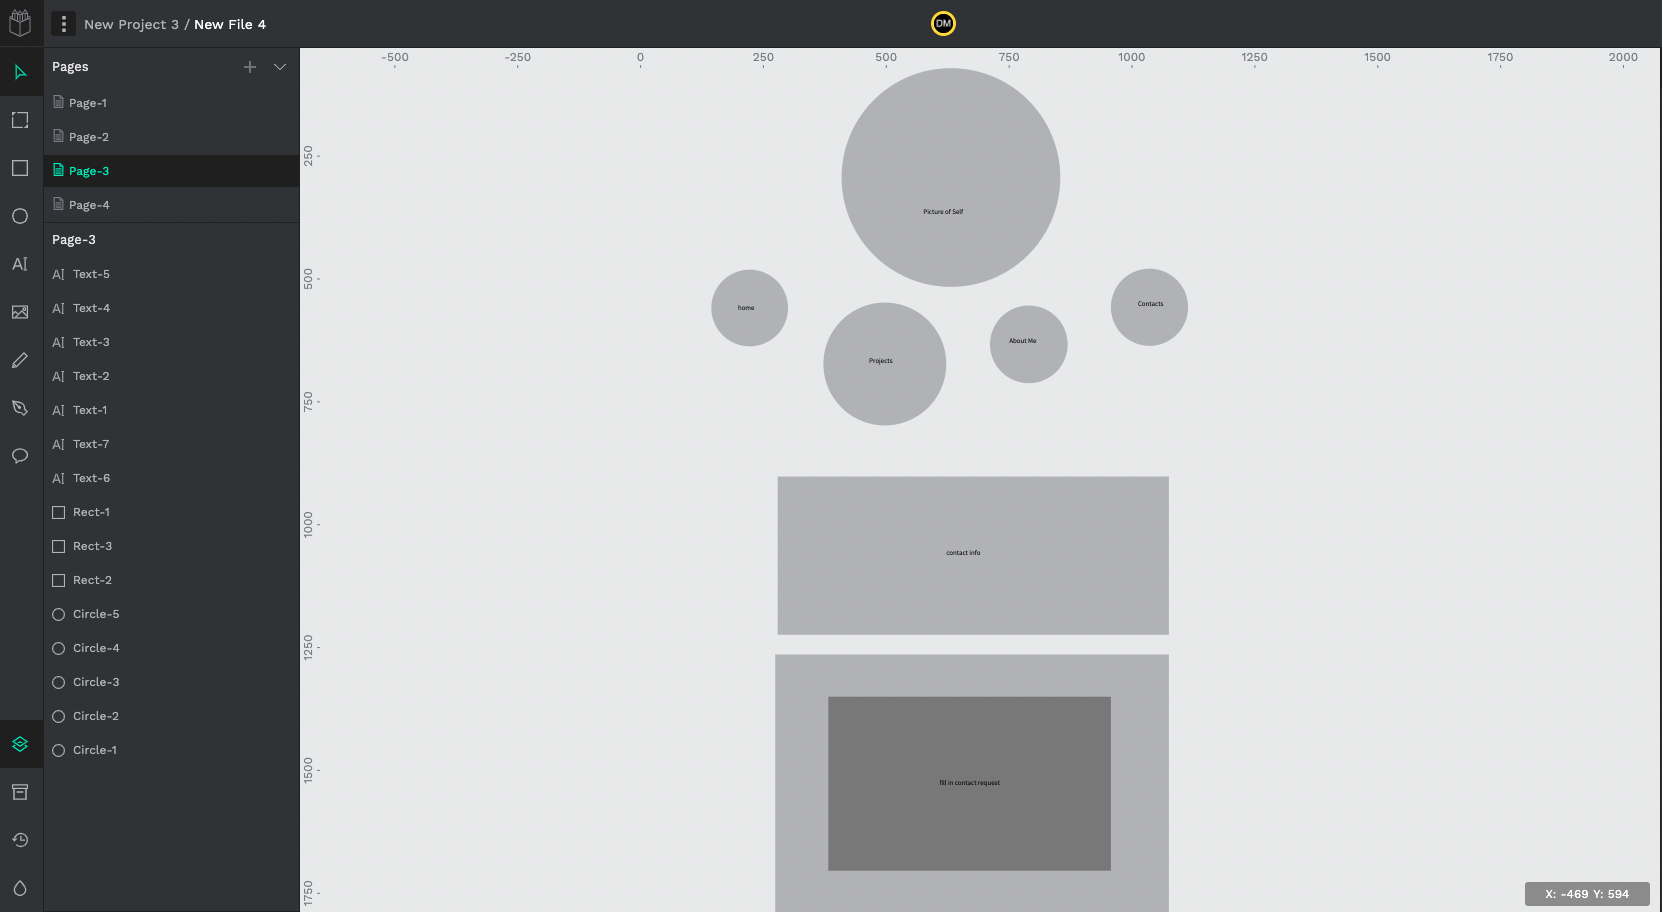 New Project 3 / New File 4
DM
Pages
Page-1
Page-2
Page-3
Page-4
Page-3
Text-5
Text-4
Text-3
Text-2
Text-1
Text-7
Text-6
Rect-1
Rect-3
Rect-2
Circle-5
Circle-4
Circle-3
Circle-2
Circle-1
-500 -250 0 250 500 750 1000 1250 1500 1750 2000
250
500
750
1000
1250
1500
1750
Picture of Self
home
Projects
About Me
Contacts
contact info
fill in contact request
X: -469 Y: 594